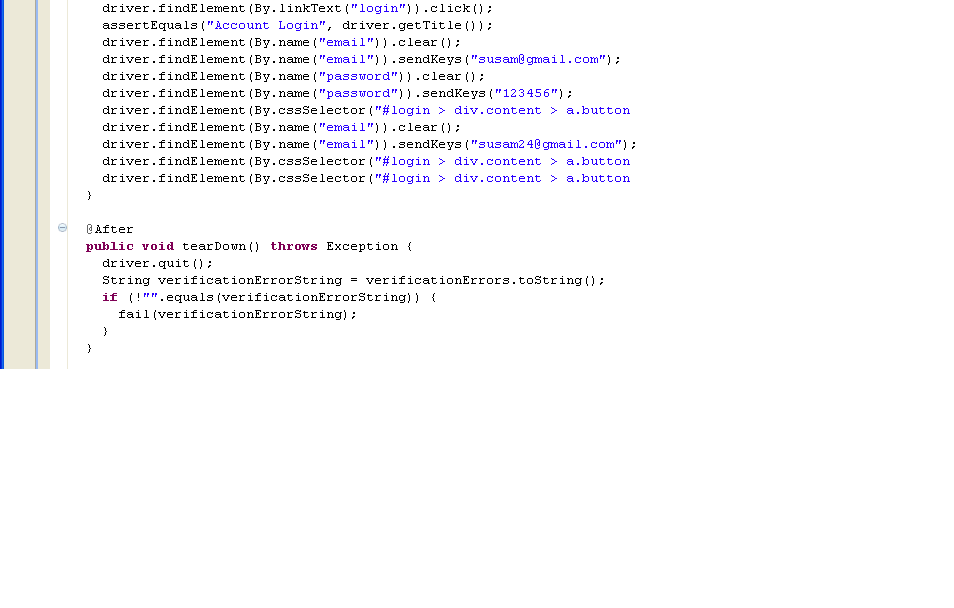 driver.findElement(By.linkText("login")).click();
assertEquals("Account Login", driver.getTitle());
driver.findElement(By.name("email")).clear();
driver.findElement(By.name("email")).sendKeys("susam@gmail.com");
driver.findElement(By.name("password")).clear();
driver.findElement(By.name("password")).sendKeys("123456");
driver.findElement(By.cssSelector("#login > div.content > a.button
driver.findElement(By.name("email")).clear();
driver.findElement(By.name("email")).sendKeys("susam24@gmail.com");
driver.findElement(By.cssSelector("#login > div.content > a.button
driver.findElement(By.cssSelector("#login > div.content > a.button
}
@After
public void tearDown() throws Exception {
driver.quit();
String verificationErrorString = verificationErrors.toString();
if (!"".equals(verificationErrorString)) {
fail(verificationErrorString);
}
}